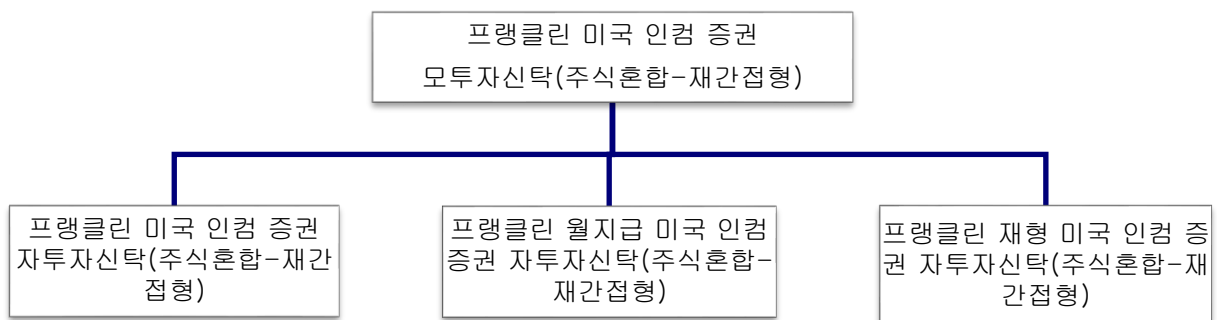 프랭클린 미국 인컴 증권
모투자신탁(주식혼합-재간접형)
프랭클린 미국 인컴 증권
자투자신탁(주식혼합-재간
접형)
프랭클린 월지급 미국 인컴
증권 자투자신탁(주식혼합-
재간접형)
프랭클린 재형 미국 인컴 증
권 자투자신탁(주식혼합-재
간접형)